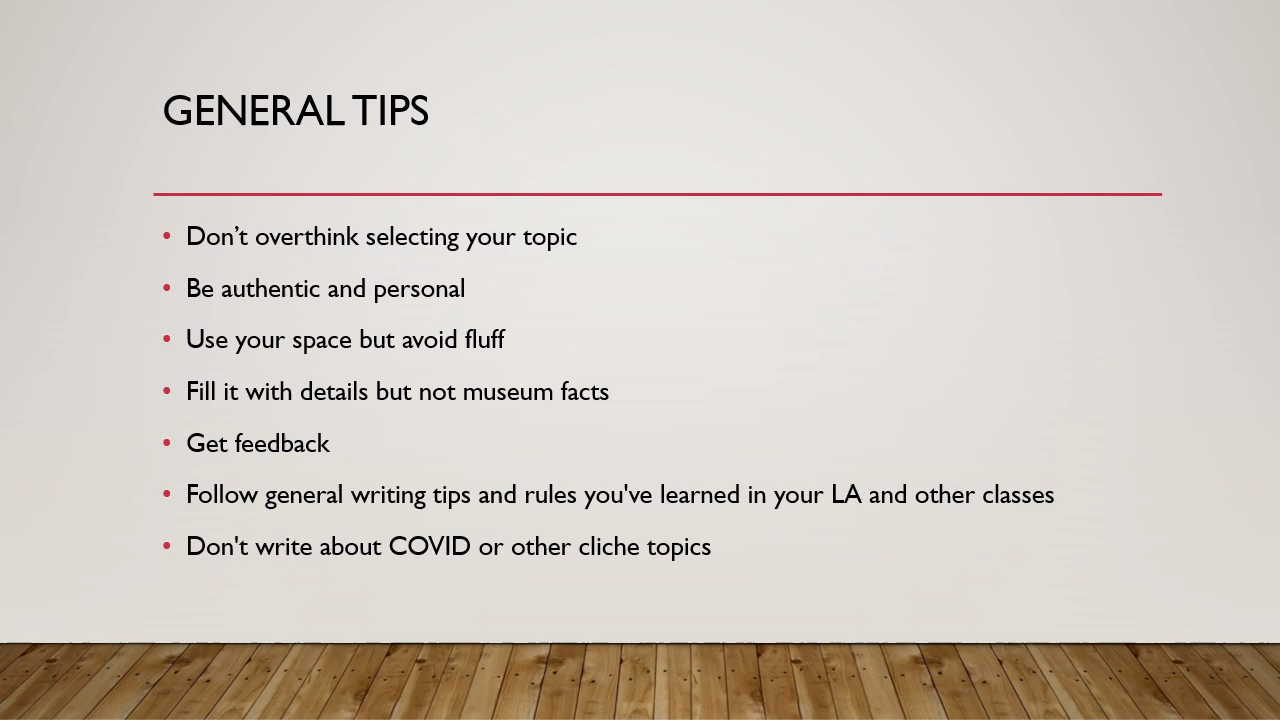 GENERAL TIPS
• Don’t overthink selecting your topic
• Be authentic and personal
• Use your space but avoid fluff
• Fill it with details but not museum facts
• Get feedback
• Follow general writing tips and rules you've learned in your LA and other classes
• Don't write about COVID or other cliche topics